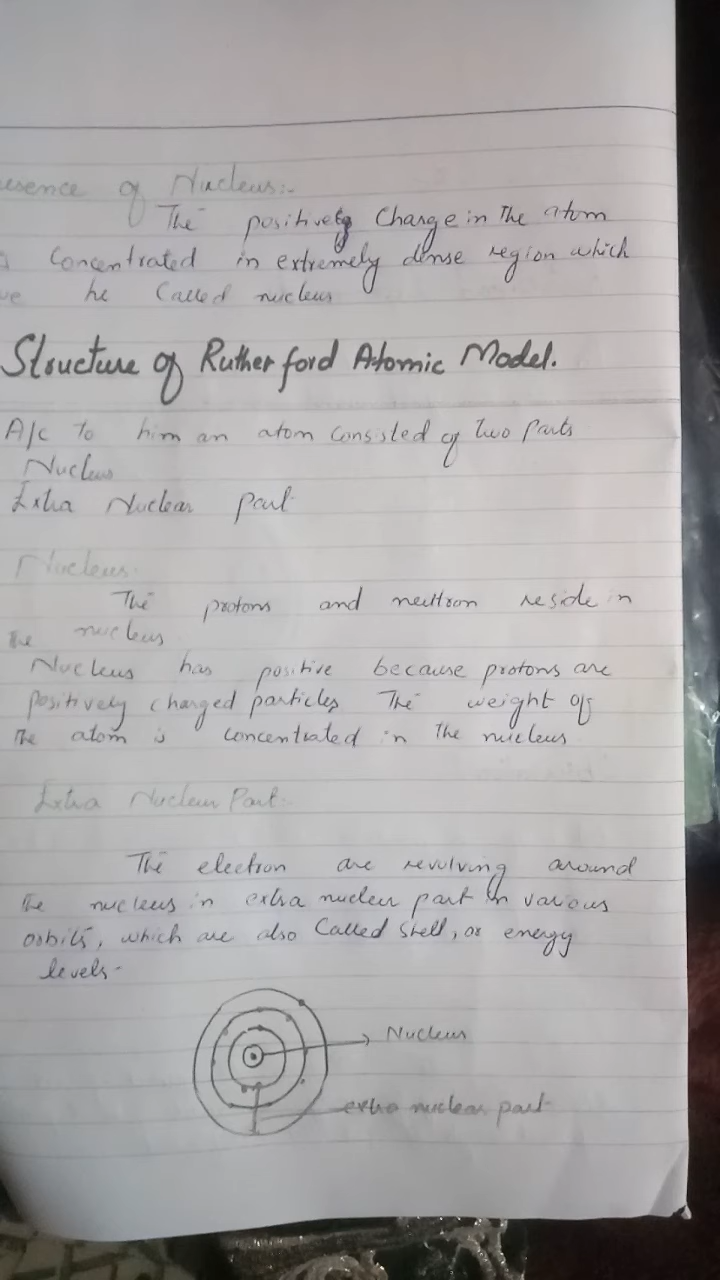 esence of Nucleus:-
The positively Charge in The atom
s Concentrated in extremely dense region which
ve he Called nucleus
Structure of Rutherford Atomic Model.
A/c To him an atom consisted of Two Parts
Nucleus
Extra Nuclear part
Nucleus:
The protons and neuttron reside in
The nucleus
Nucleus has positive because protons are
Positively charged particles The weight of
The atom is concentrated in The nucleus
Extra Nuclear Part:-
The electron are revolving around
The nucleus in extra nuclear part in various
orbits, which are also Called Shell, or energy
levels-
Nucleus
extra nuclear part